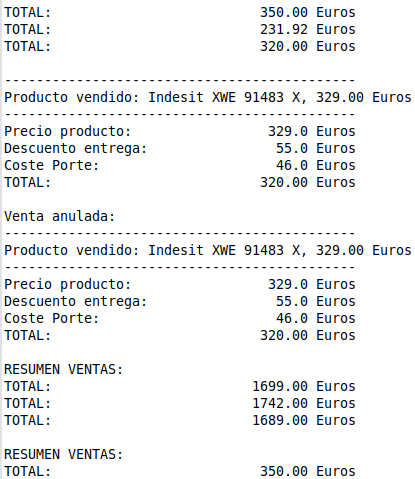 TOTAL: 350.00 Euros
TOTAL: 231.92 Euros
TOTAL: 320.00 Euros
--------------------------------------------
Producto vendido: Indesit XWE 91483 X, 329.00 Euros
--------------------------------------------
Precio producto: 329.0 Euros
Descuento entrega: 55.0 Euros
Coste Porte: 46.0 Euros
TOTAL: 320.00 Euros
Venta anulada:
--------------------------------------------
Producto vendido: Indesit XWE 91483 X, 329.00 Euros
--------------------------------------------
Precio producto: 329.0 Euros
Descuento entrega: 55.0 Euros
Coste Porte: 46.0 Euros
TOTAL: 320.00 Euros
RESUMEN VENTAS:
TOTAL: 1699.00 Euros
TOTAL: 1742.00 Euros
TOTAL: 1689.00 Euros
RESUMEN VENTAS:
TOTAL: 350.00 Euros